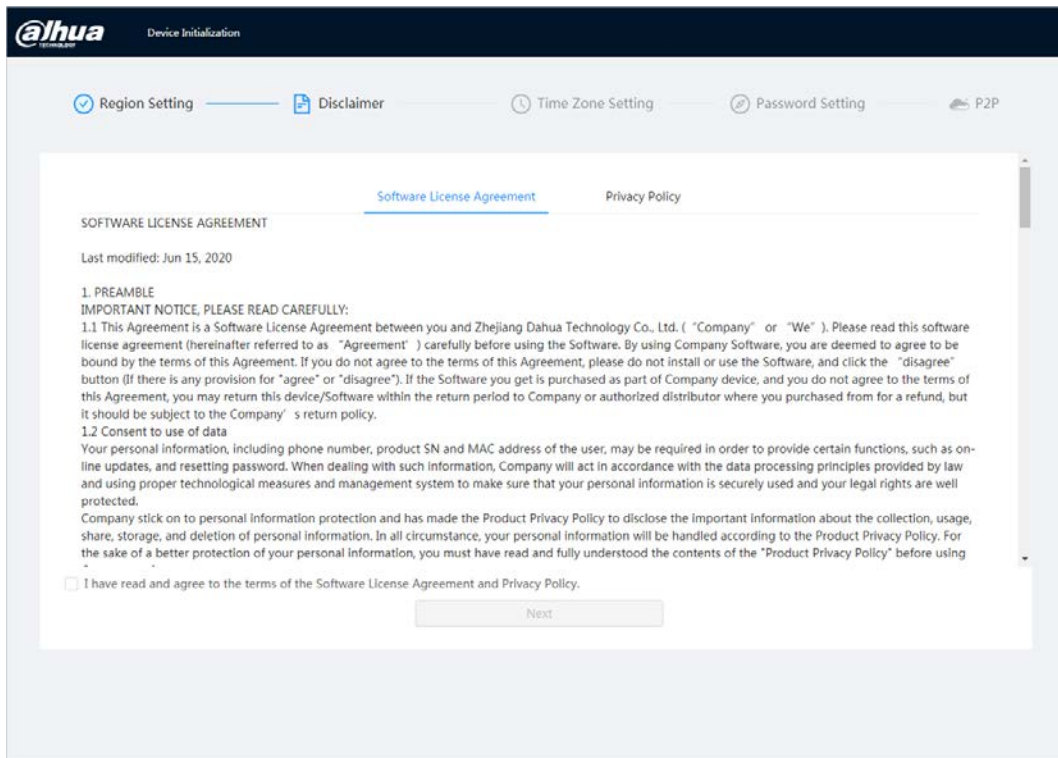 alhua
TECHNOLOGY
Device Initialization
Region Setting
Disclaimer
Time Zone Setting
Password Setting
P2P
Software License Agreement
Privacy Policy
SOFTWARE LICENSE AGREEMENT
Last modified: Jun 15, 2020
1. PREAMBLE
IMPORTANT NOTICE, PLEASE READ CAREFULLY:
1.1 This Agreement is a Software License Agreement between you and Zhejiang Dahua Technology Co., Ltd. ( “Company” or “We” ). Please read this software
license agreement (hereinafter referred to as “Agreement’ ) carefully before using the Software. By using Company Software, you are deemed to agree to be
bound by the terms of this Agreement. If you do not agree to the terms of this Agreement, please do not install or use the Software, and click the “disagree”
button (If there is any provision for "agree" or "disagree"). If the Software you get is purchased as part of Company device, and you do not agree to the terms of
this Agreement, you may return this device/Software within the return period to Company or authorized distributor where you purchased from for a refund, but
it should be subject to the Company’ s return policy.
1.2 Consent to use of data
Your personal information, including phone number, product SN and MAC address of the user, may be required in order to provide certain functions, such as on-
line updates, and resetting password. When dealing with such information, Company will act in accordance with the data processing principles provided by law
and using proper technological measures and management system to make sure that your personal information is securely used and your legal rights are well
protected.
Company stick on to personal information protection and has made the Product Privacy Policy to disclose the important information about the collection, usage,
share, storage, and deletion of personal information. In all circumstance, your personal information will be handled according to the Product Privacy Policy. For
the sake of a better protection of your personal information, you must have read and fully understood the contents of the "Product Privacy Policy" before using
I have read and agree to the terms of the Software License Agreement and Privacy Policy.
Next